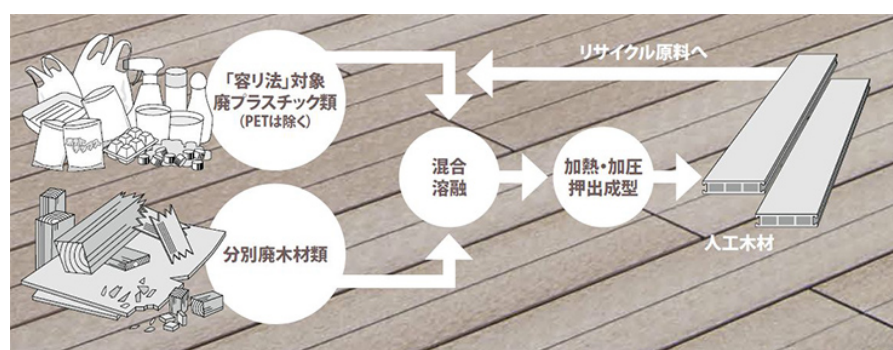 「容リ法」対象
廃プラスチック類
(PETは除く)
リサイクル原料へ
混合
溶融
加熱・加圧
押出成型
分別廃木材類
人工木材